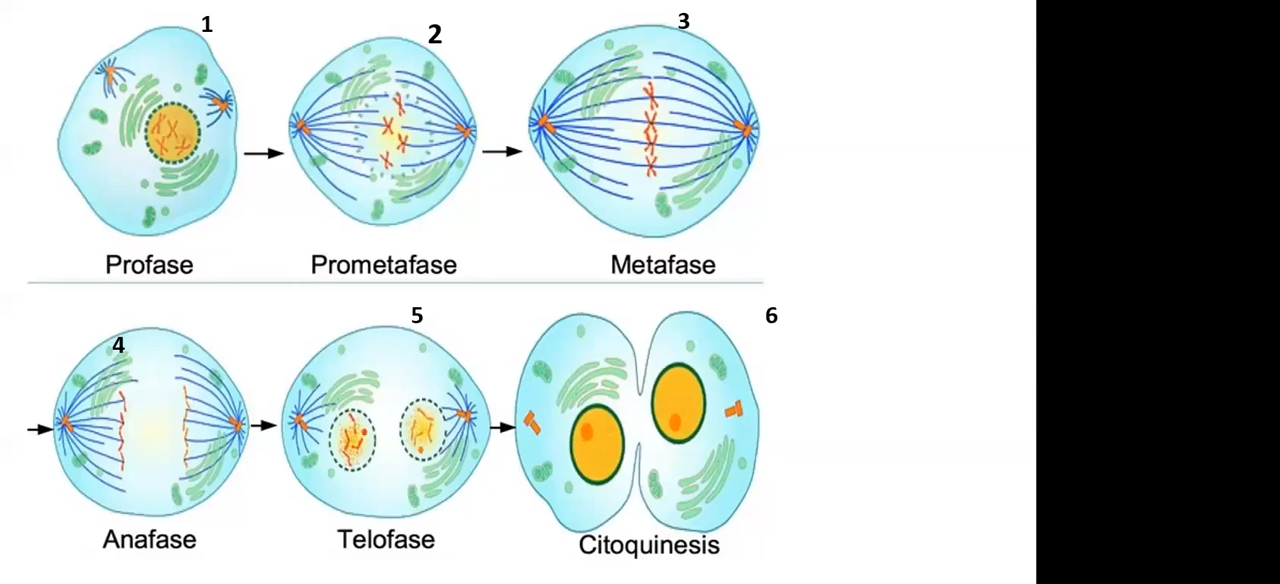 1
2
3
Profase
Prometafase
Metafase
4
5
6
Anafase
Telofase
Citoquinesis